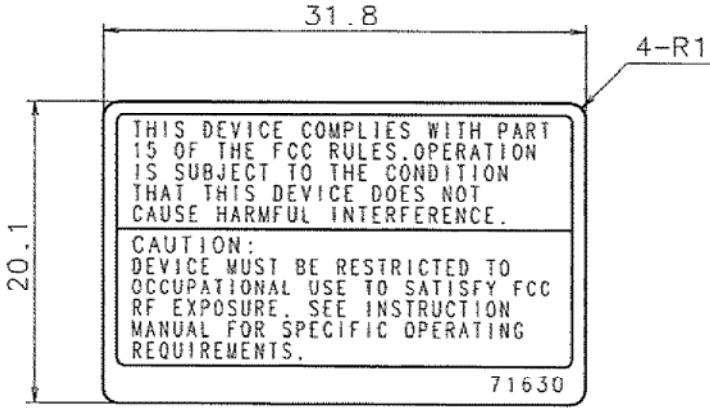 31.8
4-R1
20.1
THIS DEVICE COMPLIES WITH PART
15 OF THE FCC RULES.OPERATION
IS SUBJECT TO THE CONDITION
THAT THIS DEVICE DOES NOT
CAUSE HARMFUL INTERFERENCE.
CAUTION:
DEVICE MUST BE RESTRICTED TO
OCCUPATIONAL USE TO SATISFY FCC
RF EXPOSURE. SEE INSTRUCTION
MANUAL FOR SPECIFIC OPERATING
REQUIREMENTS.
71630